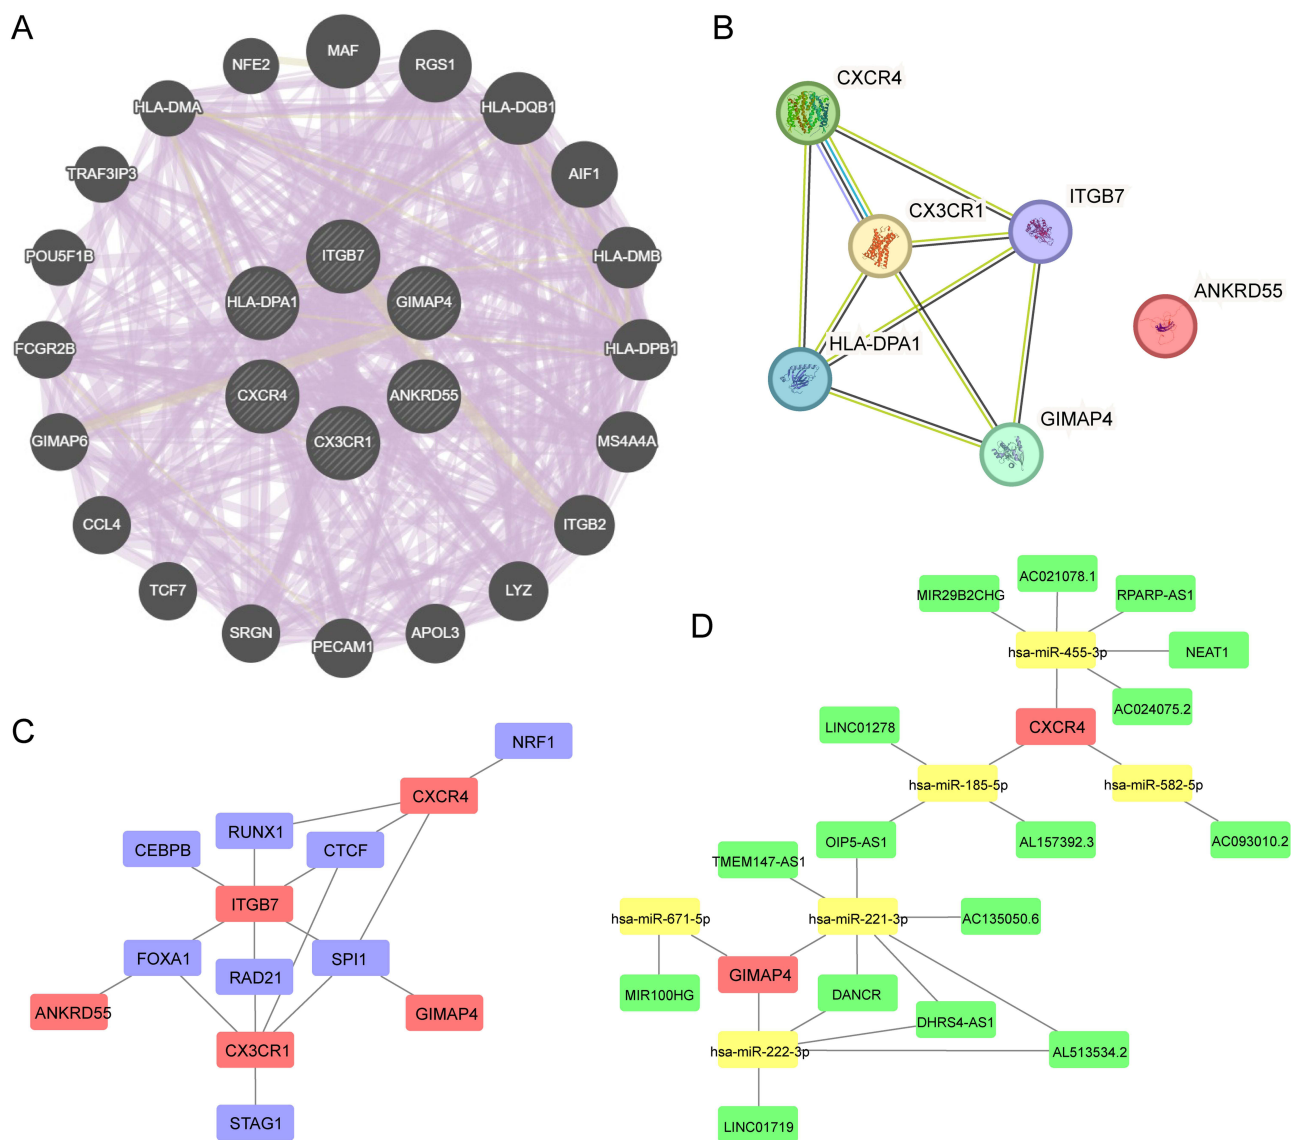 A
MAF
NFE2
RGS1
HLA-DMA
HLA-DQB1
TRAF3IP3
AIF1
POU5F1B
ITGB7
HLA-DMB
HLA-DPA1
GIMAP4
FCGR2B
HLA-DPB1
CXCR4
ANKRD55
GIMAP6
CX3CR1
MS4A4A
CCL4
ITGB2
TCF7
LYZ
SRGN
PECAM1
APOL3
B
CXCR4
ITGB7
CX3CR1
ANKRD55
HLA-DPA1
GIMAP4
C
NRF1
CXCR4
RUNX1
CEBPB
CTCF
ITGB7
FOXA1
RAD21
SPI1
ANKRD55
GIMAP4
CX3CR1
STAG1
D
AC021078.1
MIR29B2CHG
RPARP-AS1
hsa-miR-455-3p
NEAT1
AC024075.2
LINC01278
CXCR4
hsa-miR-185-5p
hsa-miR-582-5p
OIP5-AS1
AL157392.3
AC093010.2
TMEM147-AS1
hsa-miR-671-5p
hsa-miR-221-3p
AC135050.6
GIMAP4
MIR100HG
DANCR
DHRS4-AS1
hsa-miR-222-3p
AL513534.2
LINC01719